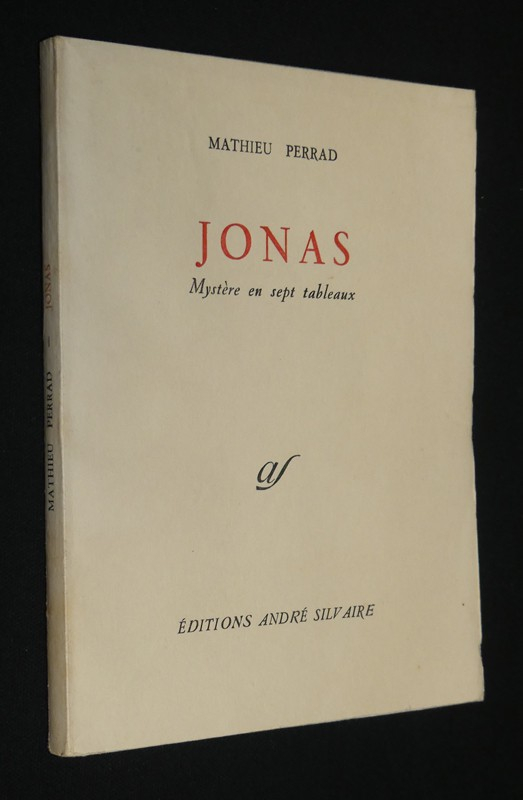 MATHIEU PERRAD
JONAS
Mystère en sept tableaux
as
ÉDITIONS ANDRÉ SILVAIRE
MATHIEU PERRAD — JONAS